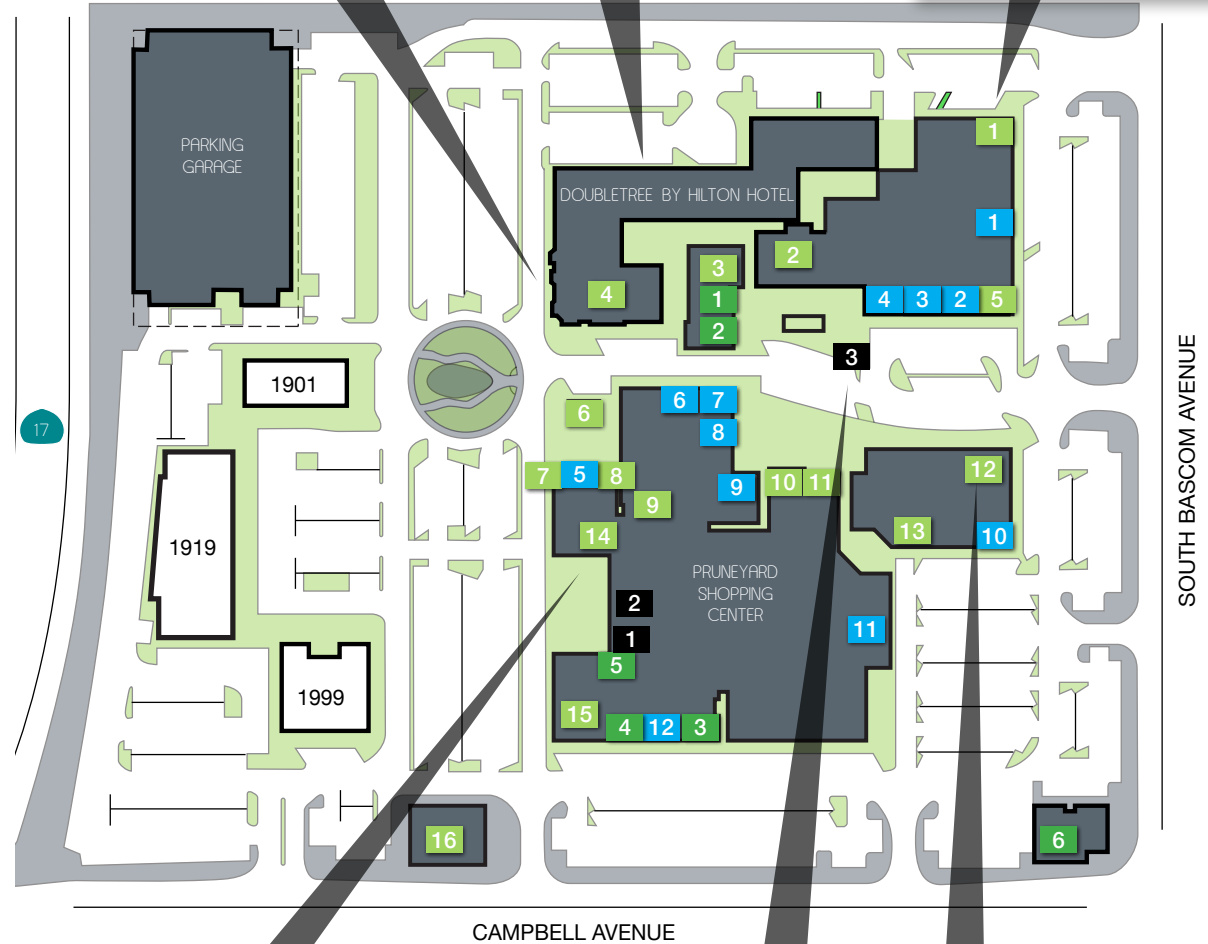 PARKING
GARAGE
1
DOUBLETREE BY HILTON HOTEL
1
2
3
4
1
4 3 2 5
2
3
1901
6 7
6
17
8
7 5 8
9
10 11
12
9
14
13
10
1919
PRUNEYARD
SHOPPING
CENTER
2
1
11
5
1999
15
4 12 3
16
6
SOUTH BASCOM AVENUE
CAMPBELL AVENUE